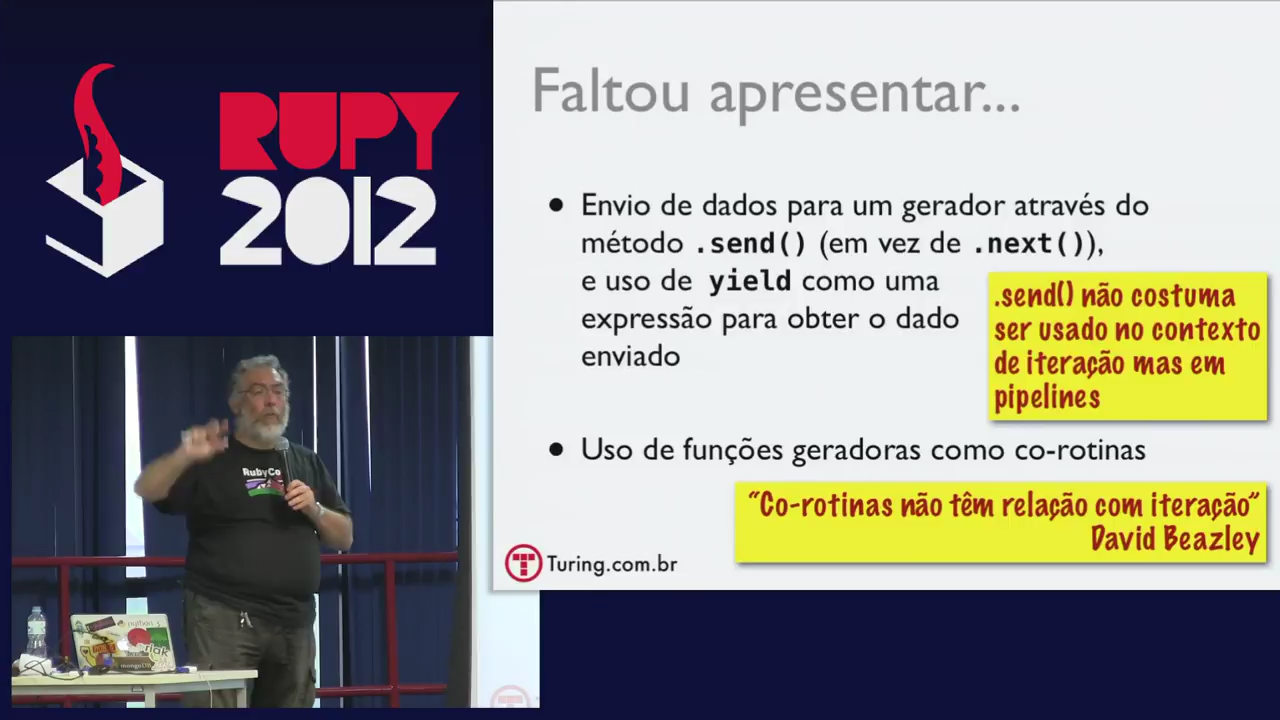 RUPY
2012
Faltou apresentar...
• Envio de dados para um gerador através do
método .send() (em vez de .next()),
e uso de yield como uma
expressão para obter o dado
enviado
.send() não costuma
ser usado no contexto
de iteração mas em
pipelines
• Uso de funções geradoras como co-rotinas
“Co-rotinas não têm relação com iteração”
David Beazley
T Turing.com.br
RubyCo
python
mongoDB